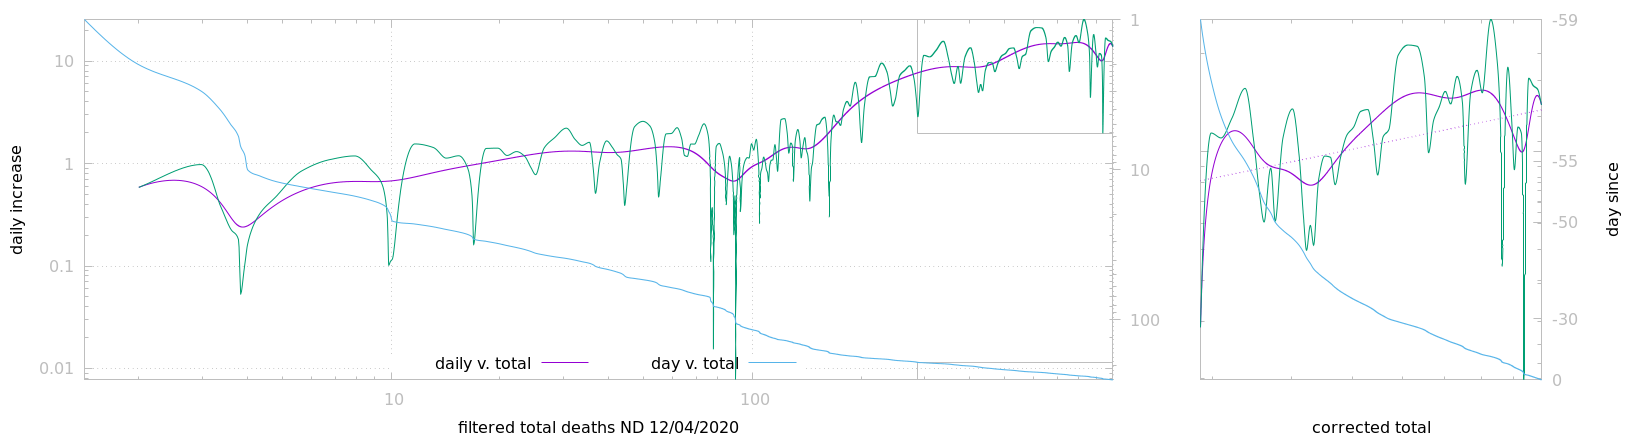 10
1
0.1
0.01
daily increase
daily v. total
day v. total
10
100
filtered total deaths ND 12/04/2020
1
10
100
-59
-55
-50
-30
0
day since
corrected total